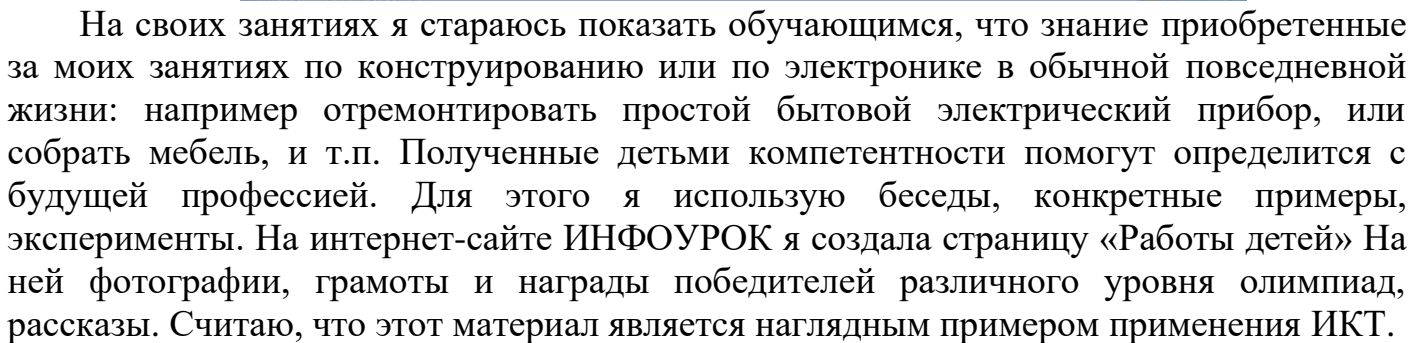 На своих занятиях я стараюсь показать обучающимся, что знание приобретенные
за моих занятиях по конструированию или по электронике в обычной повседневной
жизни: например отремонтировать простой бытовой электрический прибор, или
собрать мебель, и т.п. Полученные детьми компетентности помогут определится с
будущей профессией. Для этого я использую беседы, конкретные примеры,
эксперименты. На интернет-сайте ИНФОУРОК я создала страницу «Работы детей» На
ней фотографии, грамоты и награды победителей различного уровня олимпиад,
рассказы. Считаю, что этот материал является наглядным примером применения ИКТ.